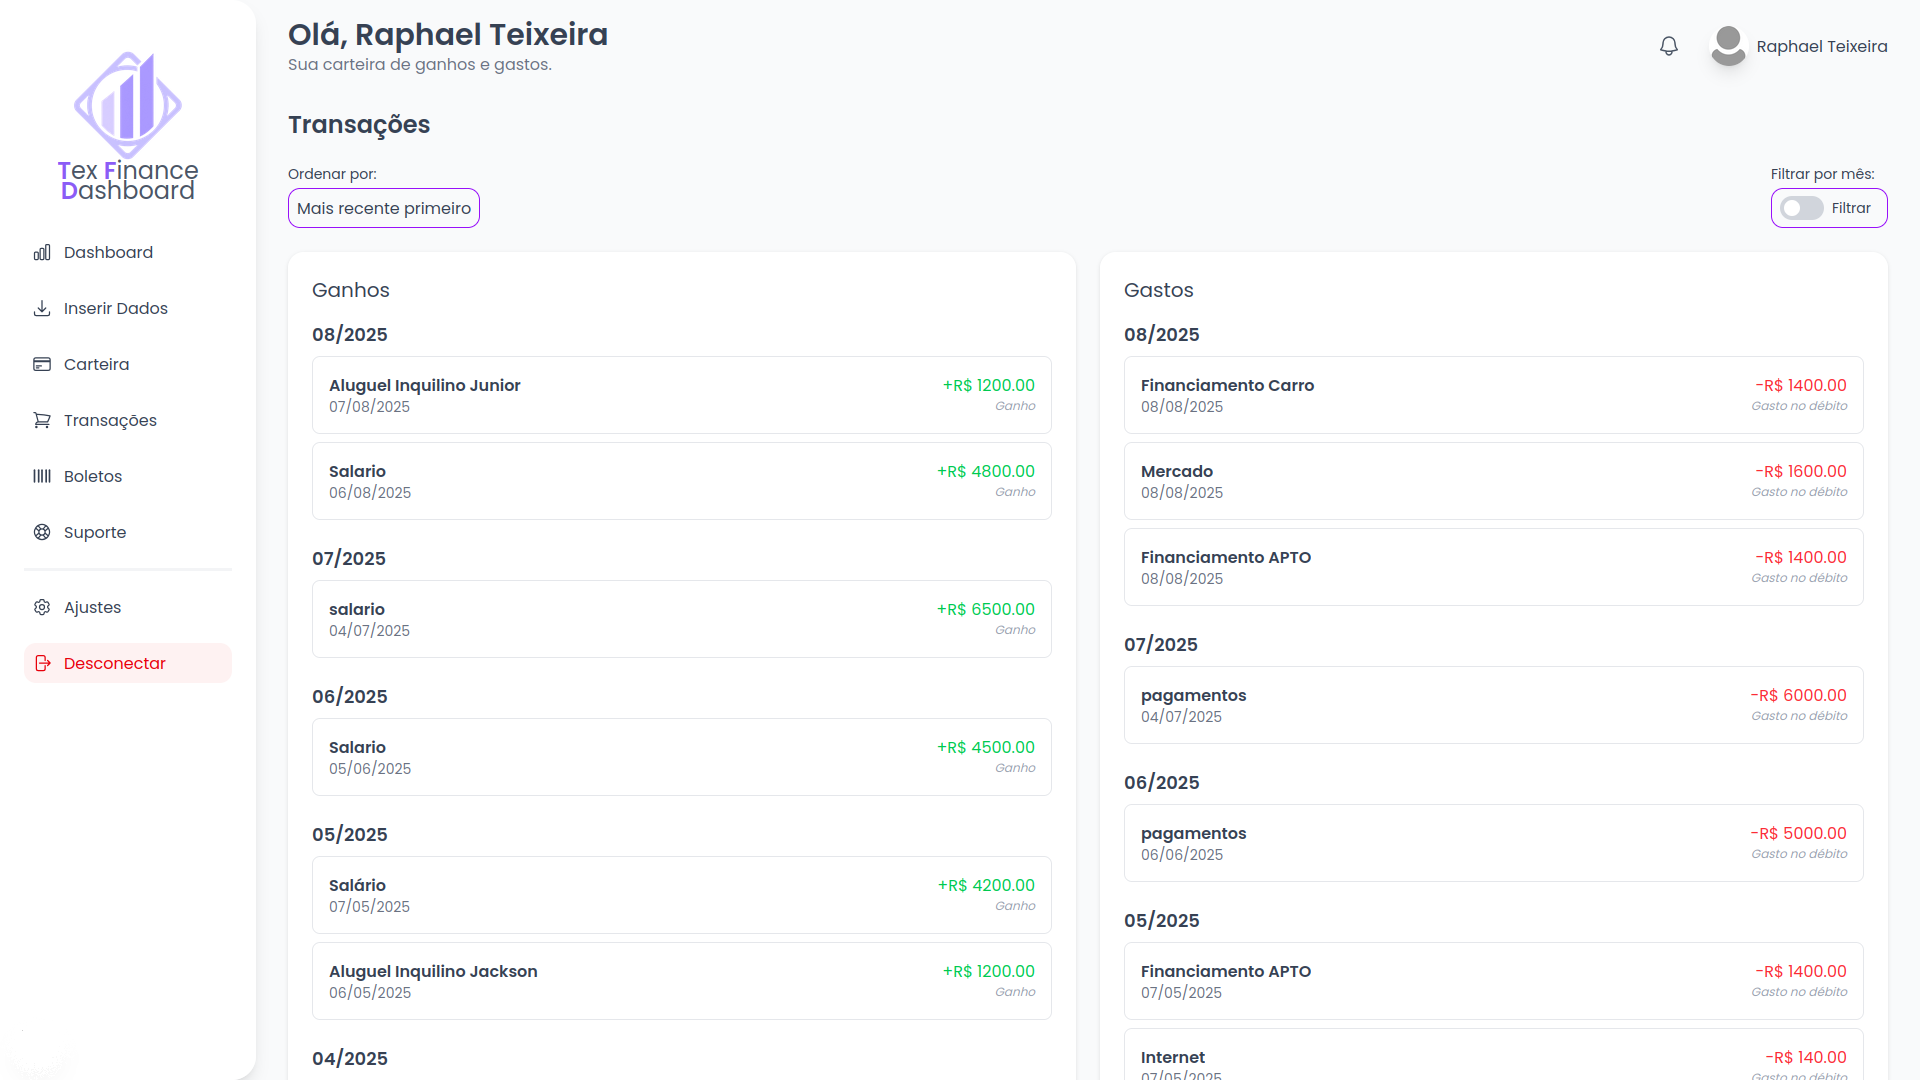 Tex Finance
Dashboard
Dashboard
Inserir Dados
Carteira
Transações
Boletos
Suporte
Ajustes
Desconectar
Olá, Raphael Teixeira
Sua carteira de ganhos e gastos.
Raphael Teixeira
Transações
Ordenar por:
Mais recente primeiro
Filtrar por mês:
Filtrar
Ganhos
08/2025
Aluguel Inquilino Junior
+R$ 1200.00
07/08/2025
Ganho
Salario
+R$ 4800.00
06/08/2025
Ganho
07/2025
salario
+R$ 6500.00
04/07/2025
Ganho
06/2025
Salario
+R$ 4500.00
05/06/2025
Ganho
05/2025
Salário
+R$ 4200.00
07/05/2025
Ganho
Aluguel Inquilino Jackson
+R$ 1200.00
06/05/2025
Ganho
04/2025
Gastos
08/2025
Financiamento Carro
-R$ 1400.00
08/08/2025
Gasto no débito
Mercado
-R$ 1600.00
08/08/2025
Gasto no débito
Financiamento APTO
-R$ 1400.00
08/08/2025
Gasto no débito
07/2025
pagamentos
-R$ 6000.00
04/07/2025
Gasto no débito
06/2025
pagamentos
-R$ 5000.00
06/06/2025
Gasto no débito
05/2025
Financiamento APTO
-R$ 1400.00
07/05/2025
Gasto no débito
Internet
-R$ 140.00
07/05/2025
Gasto no débito